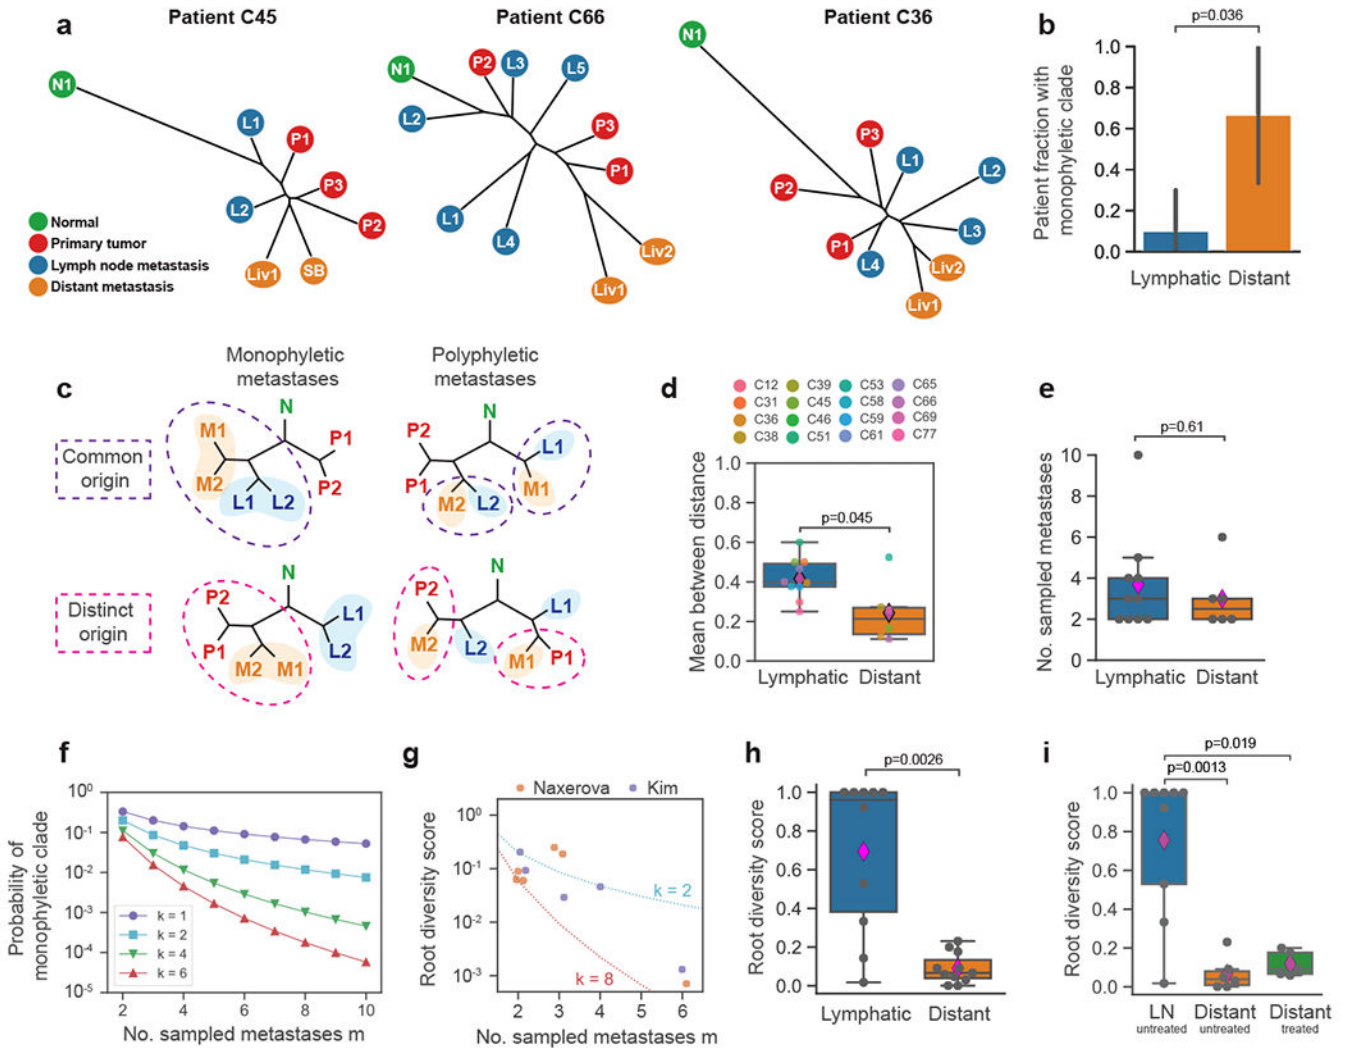 a
Patient C45
Patient C66
Patient C36
N1
L1
P1
P3
L2
P2
Liv1
SB
Normal
Primary tumor
Lymph node metastasis
Distant metastasis
N1
P2
L3
L5
L2
P3
P1
L1
L4
Liv2
Liv1
N1
P3
L1
L2
P2
P1
L3
L4
Liv2
Liv1
b
p=0.036
Patient fraction with
monophyletic clade
1.0
0.8
0.6
0.4
0.2
0.0
Lymphatic
Distant
c
Monophyletic
metastases
Polyphyletic
metastases
Common
origin
N
M1
P1
M2
P2
L1
L2
N
P2
L1
P1
M2
L2
M1
Distinct
origin
N
P2
L1
P1
L2
M2
M1
N
P2
L1
M2
L2
M1
P1
d
C12
C39
C53
C65
C31
C45
C58
C66
C36
C46
C59
C69
C38
C51
C61
C77
Mean between distance
1.0
0.8
0.6
0.4
0.2
0.0
p=0.045
Lymphatic
Distant
e
p=0.61
No. sampled metastases
10
8
6
4
2
0
Lymphatic
Distant
f
Probability of
monophyletic clade
10^0
10^-1
10^-2
10^-3
10^-4
10^-5
k = 1
k = 2
k = 4
k = 6
2
4
6
8
10
No. sampled metastases m
g
Naxerova
Kim
Root diversity score
10^0
10^-1
10^-2
10^-3
k = 2
k = 8
2
3
4
5
6
No. sampled metastases m
h
p=0.0026
Root diversity score
1.0
0.8
0.6
0.4
0.2
0.0
Lymphatic
Distant
i
p=0.019
p=0.0013
Root diversity score
1.0
0.8
0.6
0.4
0.2
0.0
LN
untreated
Distant
untreated
Distant
treated